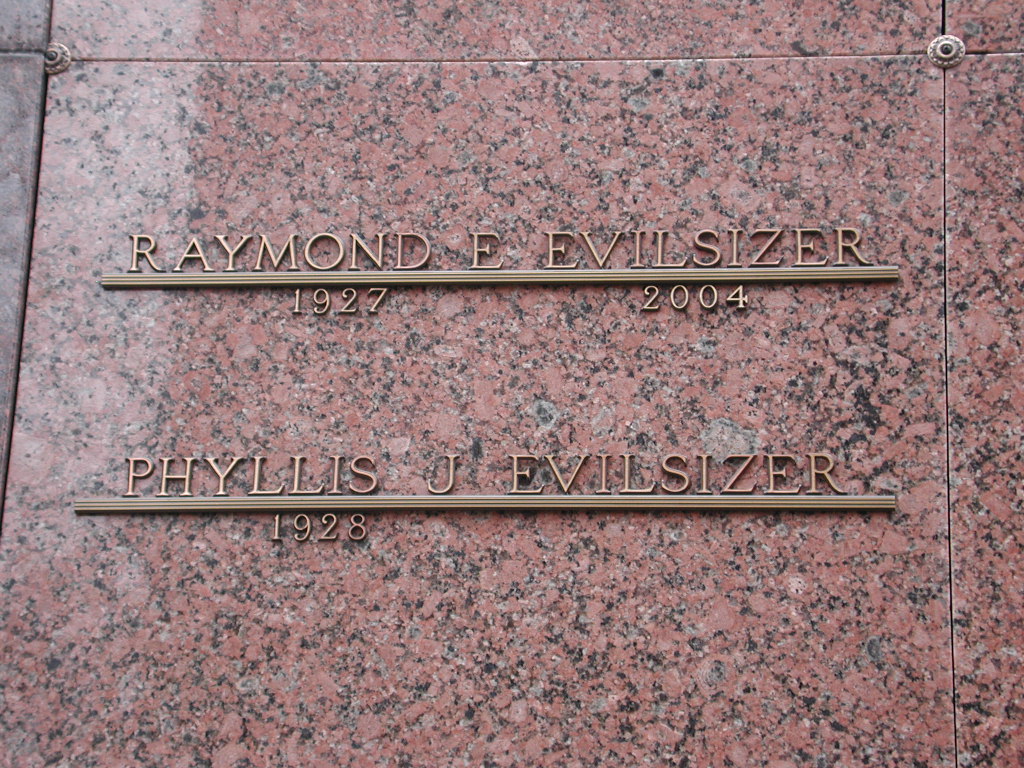 RAYMOND E EVILSIZER
1927 2004
PHYLLIS J EVILSIZER
1928